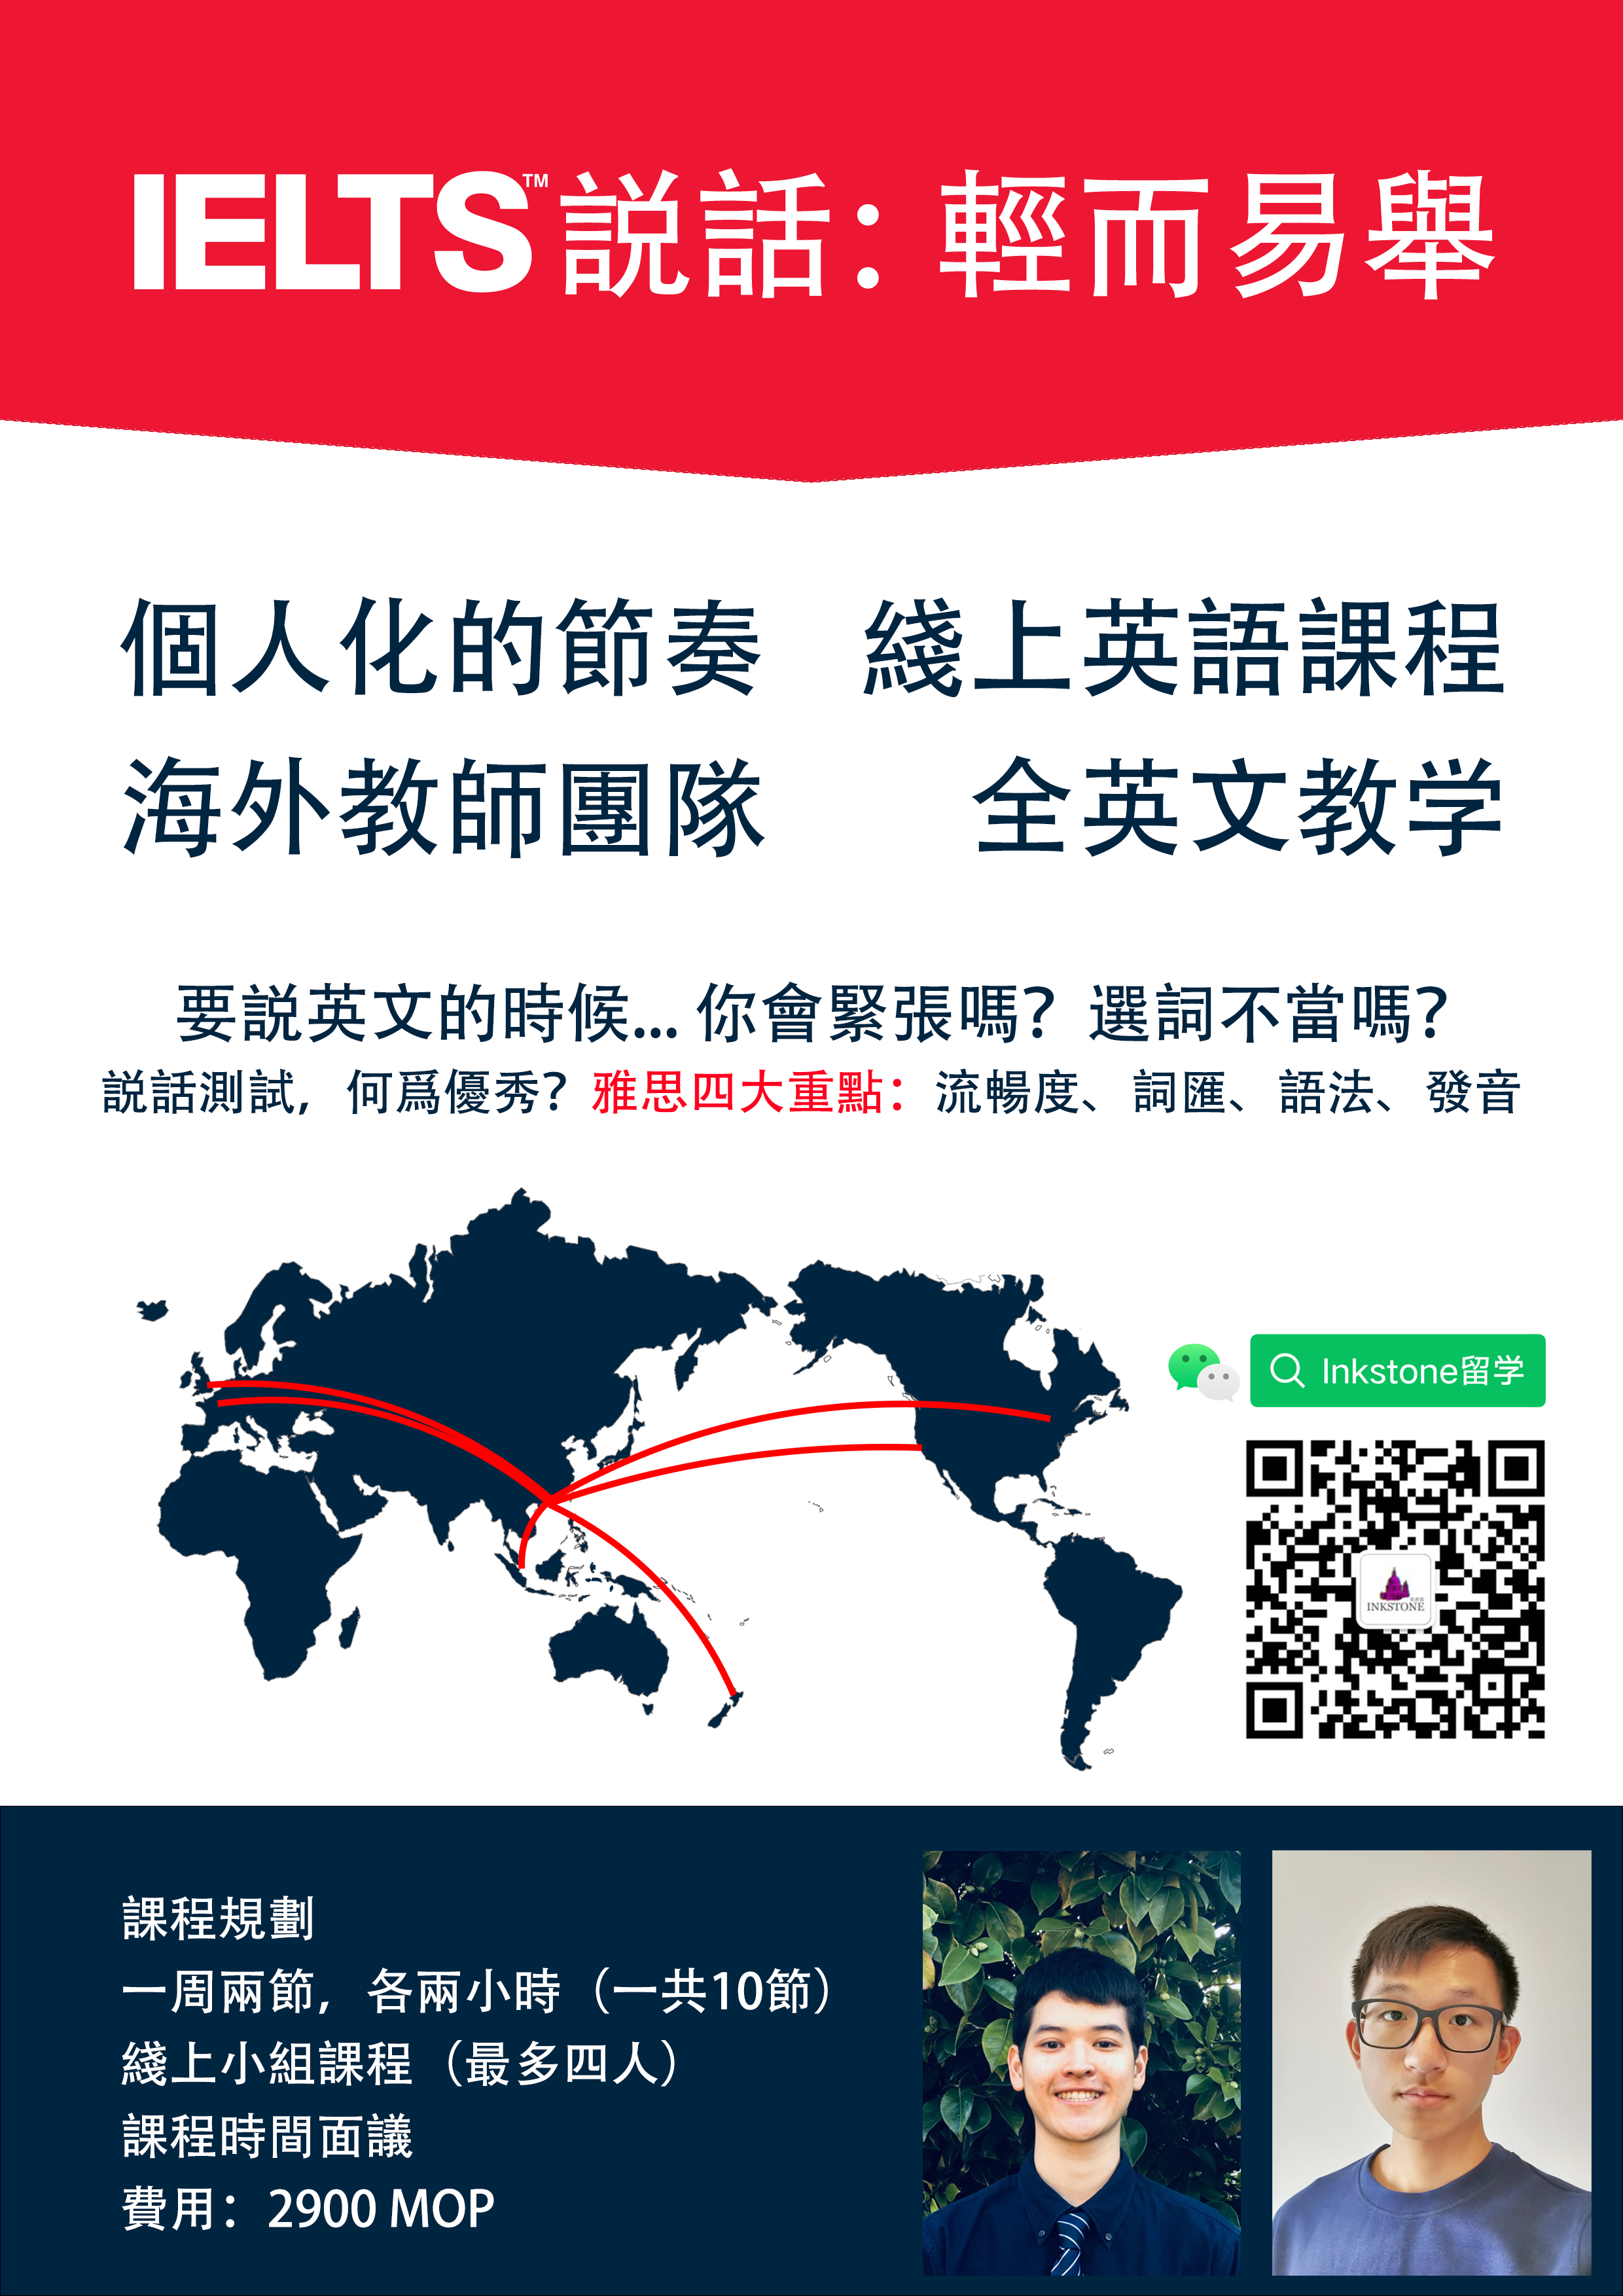 IELTS™説話：輕而易舉
個人化的節奏 綫上英語課程
海外教師團隊 全英文教学
要説英文的時候... 你會緊張嗎？選詞不當嗎？
説話測試，何爲優秀？雅思四大重點：流暢度、詞匯、語法、發音
Inkstone留学
INKSTONE
課程規劃
一周兩節，各兩小時（一共10節）
綫上小組課程（最多四人）
課程時間面議
費用：2900 MOP